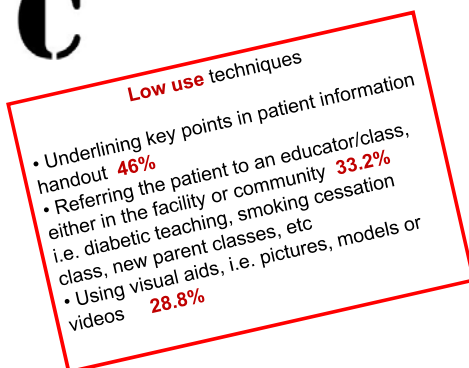 C
Low use techniques
• Underlining key points in patient information
handout 46%
• Referring the patient to an educator/class,
either in the facility or community 33.2%
i.e. diabetic teaching, smoking cessation
class, new parent classes, etc
• Using visual aids, i.e. pictures, models or
videos 28.8%